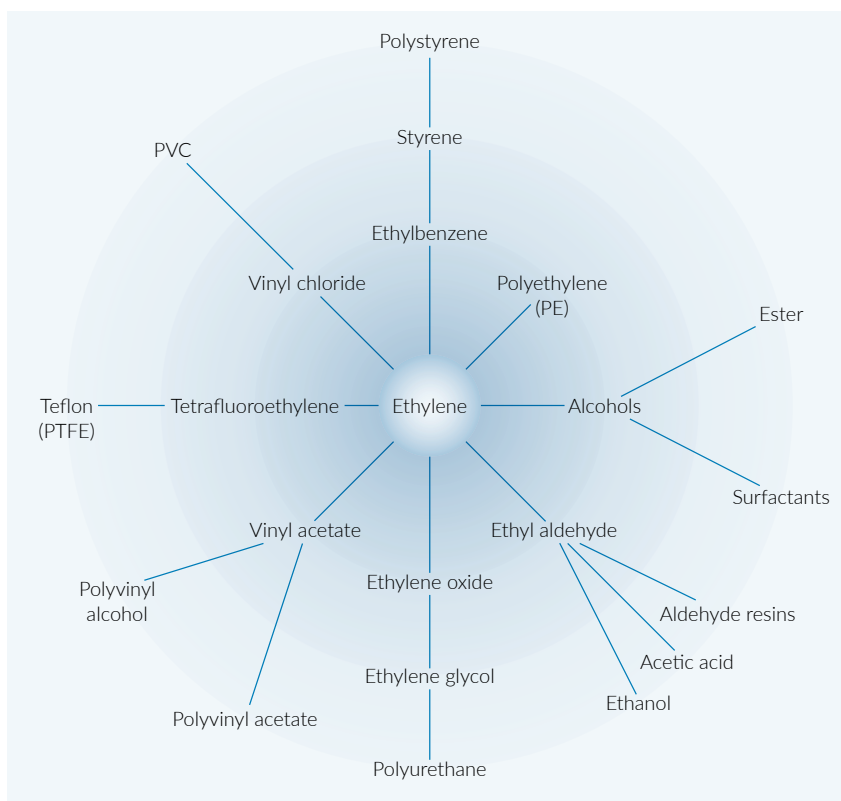 Polystyrene
Styrene
PVC
Ethylbenzene
Vinyl chloride
Polyethylene
(PE)
Ester
Teflon
(PTFE)
Tetrafluoroethylene
Ethylene
Alcohols
Surfactants
Vinyl acetate
Ethyl aldehyde
Polyvinyl
alcohol
Ethylene oxide
Aldehyde resins
Acetic acid
Ethylene glycol
Ethanol
Polyvinyl acetate
Polyurethane